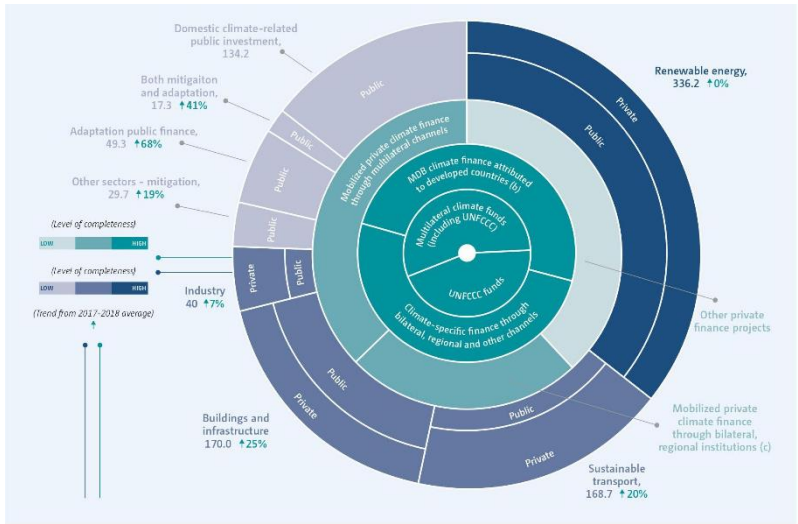 Domestic climate-related
public investment,
134.2
Both mitigaiton
and adaptation,
17.3 ↑41%
Adaptation public finance,
49.3 ↑68%
Other sectors – mitigation,
29.7 ↑19%
(Level of completeness)
LOW
HIGH
(Level of completeness)
LOW
HIGH
(Trend from 2017-2018 average)
↑
Industry
40 ↑7%
Buildings and
infrastructure
170.0 ↑25%
Sustainable
transport,
168.7 ↑20%
Renewable energy,
336.2 ↑0%
Other private
finance projects
Mobilized private
climate finance
through bilateral,
regional institutions (c)
Public
Public
Public
Public
Private
Public
Private
Public
Private
Public
Private
Public
Mobilized private climate finance
through multilateral channels
MDB climate finance attributed
to developed countries (b)
Multilateral climate funds
(including UNFCCC)
UNFCCC funds
Climate-specific finance through
bilateral, regional and other channels